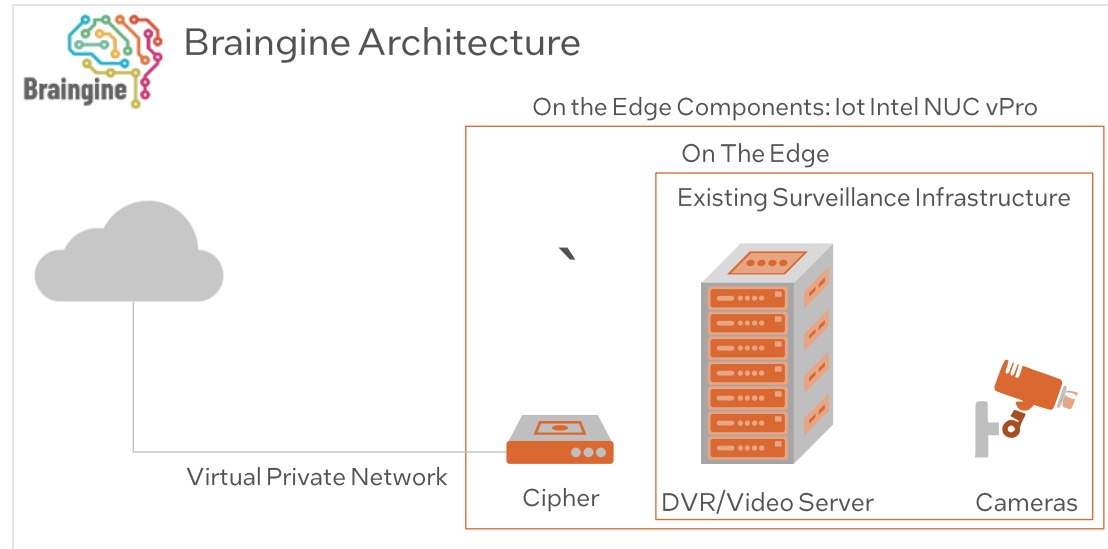 Braingine
Braingine Architecture
On the Edge Components: Iot Intel NUC vPro
On The Edge
Existing Surveillance Infrastructure
`
Virtual Private Network
Cipher
DVR/Video Server
Cameras